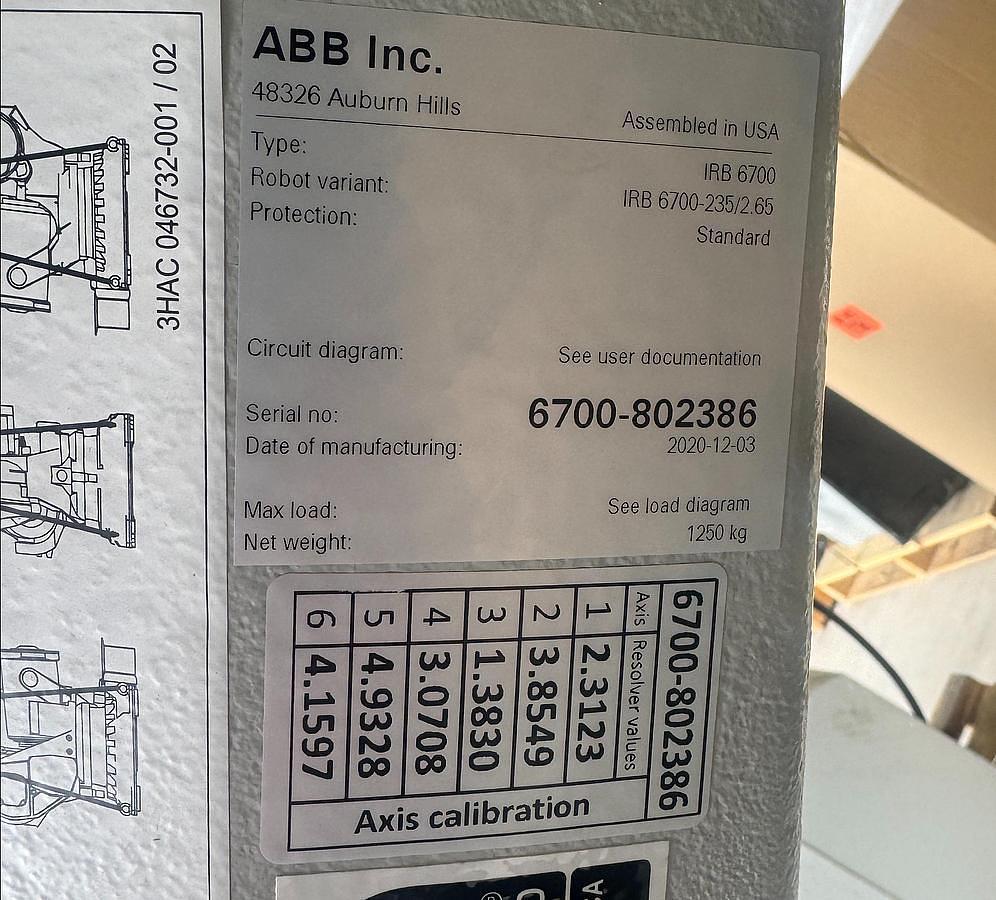 3HAC 046732-001 / 02
ABB Inc.
48326 Auburn Hills
Assembled in USA
Type: IRB 6700
Robot variant: IRB 6700-235/2.65
Protection: Standard
Circuit diagram: See user documentation
Serial no: 6700-802386
Date of manufacturing: 2020-12-03
Max load: See load diagram
Net weight: 1250 kg
6700-802386
Axis Resolver values
1 2.3123
2 3.8549
3 1.3830
4 3.0708
5 4.9328
6 4.1597
Axis calibration